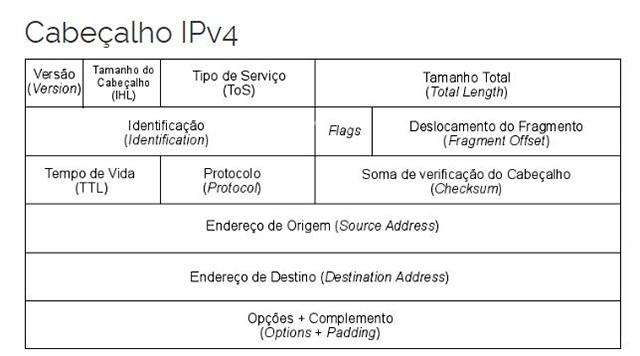 Cabeçalho IPv4
Versão
(Version)
Tamanho do
Cabeçalho
(IHL)
Tipo de Serviço
(ToS)
Tamanho Total
(Total Length)
Identificação
(Identification)
Flags
Deslocamento do Fragmento
(Fragment Offset)
Tempo de Vida
(TTL)
Protocolo
(Protocol)
Soma de verificação do Cabeçalho
(Checksum)
Endereço de Origem (Source Address)
Endereço de Destino (Destination Address)
Opções + Complemento
(Options + Padding)